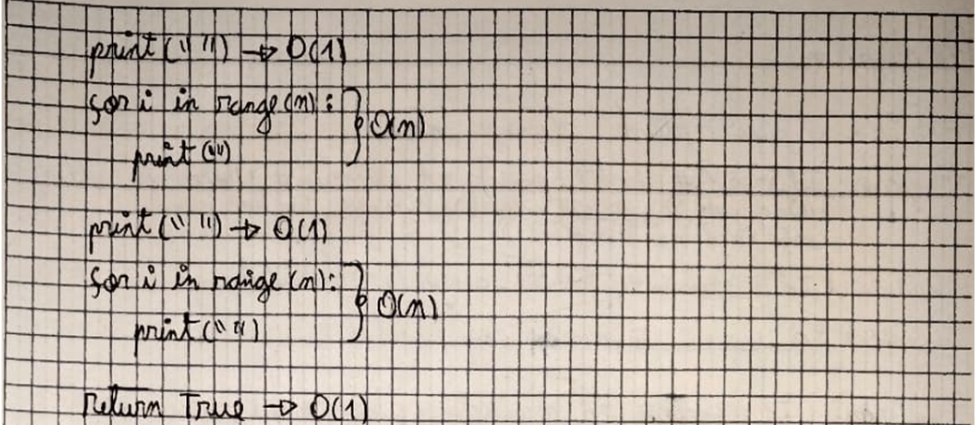 print(" ") → O(1)
for i in range(n): } O(n)
print("")
print(" ") → O(1)
for i in range(n): } O(n)
print(" ")
return True → O(1)